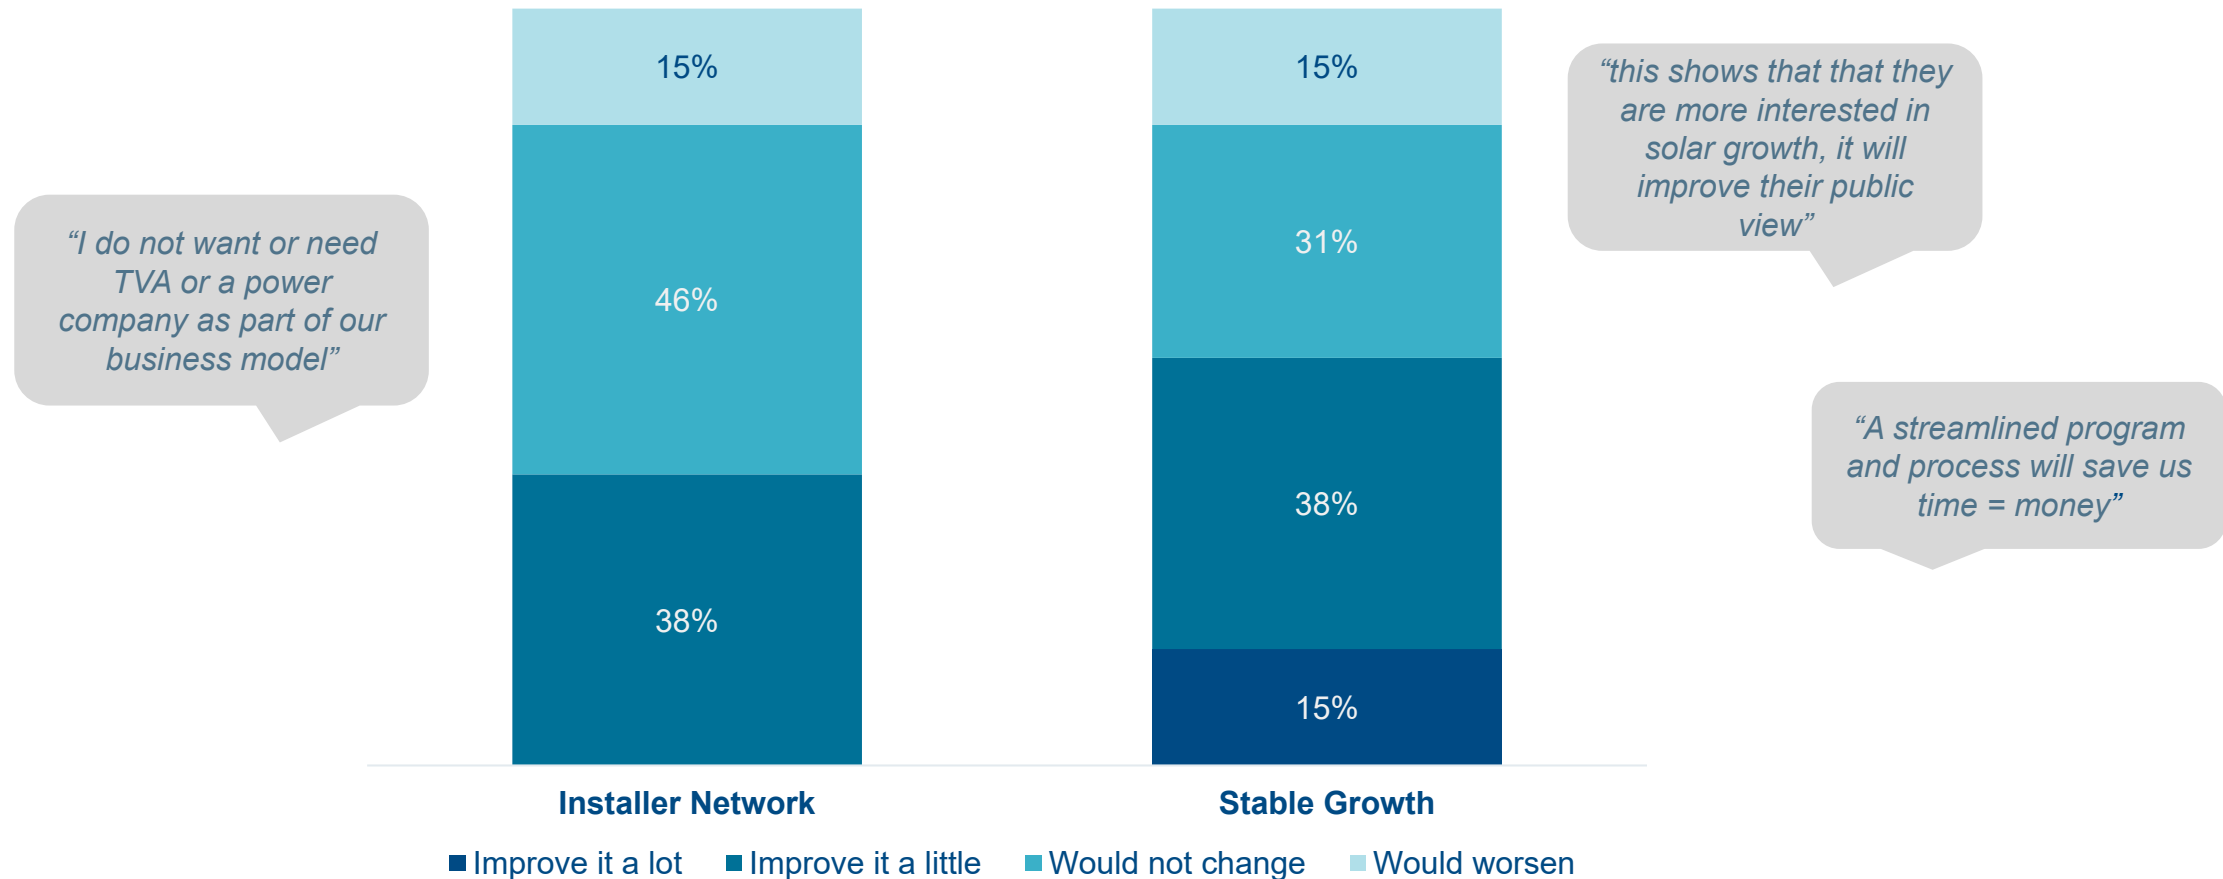 15%
46%
38%
15%
31%
38%
15%
“I do not want or need
TVA or a power
company as part of our
business model”
“this shows that that they
are more interested in
solar growth, it will
improve their public
view”
“A streamlined program
and process will save us
time = money”
Installer Network
Stable Growth
Improve it a lot
Improve it a little
Would not change
Would worsen